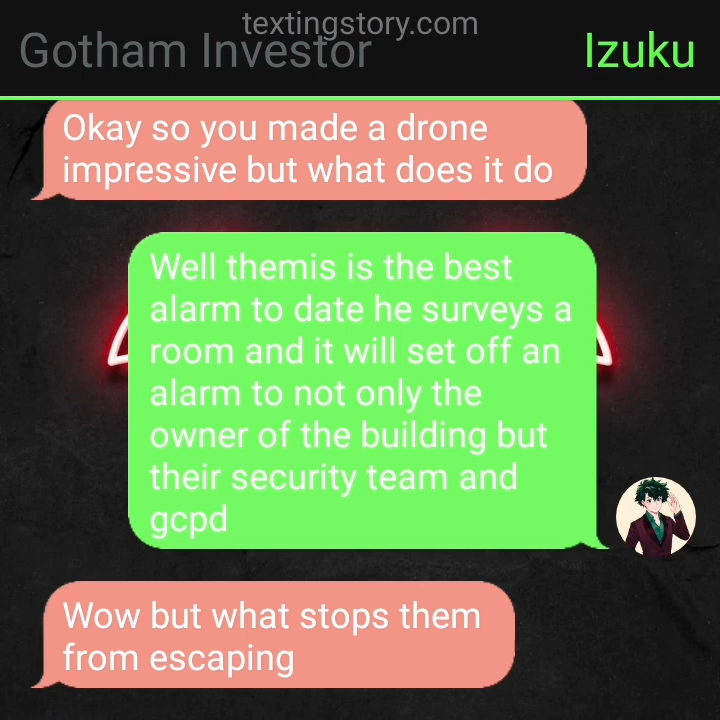 textingstory.com
Gotham Investor
Izuku
Okay so you made a drone
impressive but what does it do
Well themis is the best
alarm to date he surveys a
room and it will set off an
alarm to not only the
owner of the building but
their security team and
gcpd
Wow but what stops them
from escaping